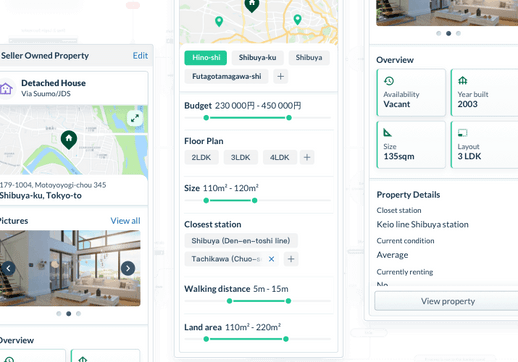 Seller Owned Property Edit
Detached House
Via Suumo/JDS
179-1004, Motoyoyogi-chou 345
Shibuya-ku, Tokyo-to
Pictures View all
Overview
Hino-shi Shibuya-ku Shibuya
Futagotamagawa-shi +
Budget 230 000円 - 450 000円
Floor Plan
2LDK 3LDK 4LDK +
Size 110m² - 120m²
Closest station
Shibuya (Den-en-toshi line)
Tachikawa (Chuo-s × +
Walking distance 5m - 15m
Land area 110m² - 220m²
Overview
Availability
Vacant
Year built
2003
Size
135sqm
Layout
3 LDK
Property Details
Closet station
Keio line Shibuya station
Current condition
Average
Currently renting
No
View property